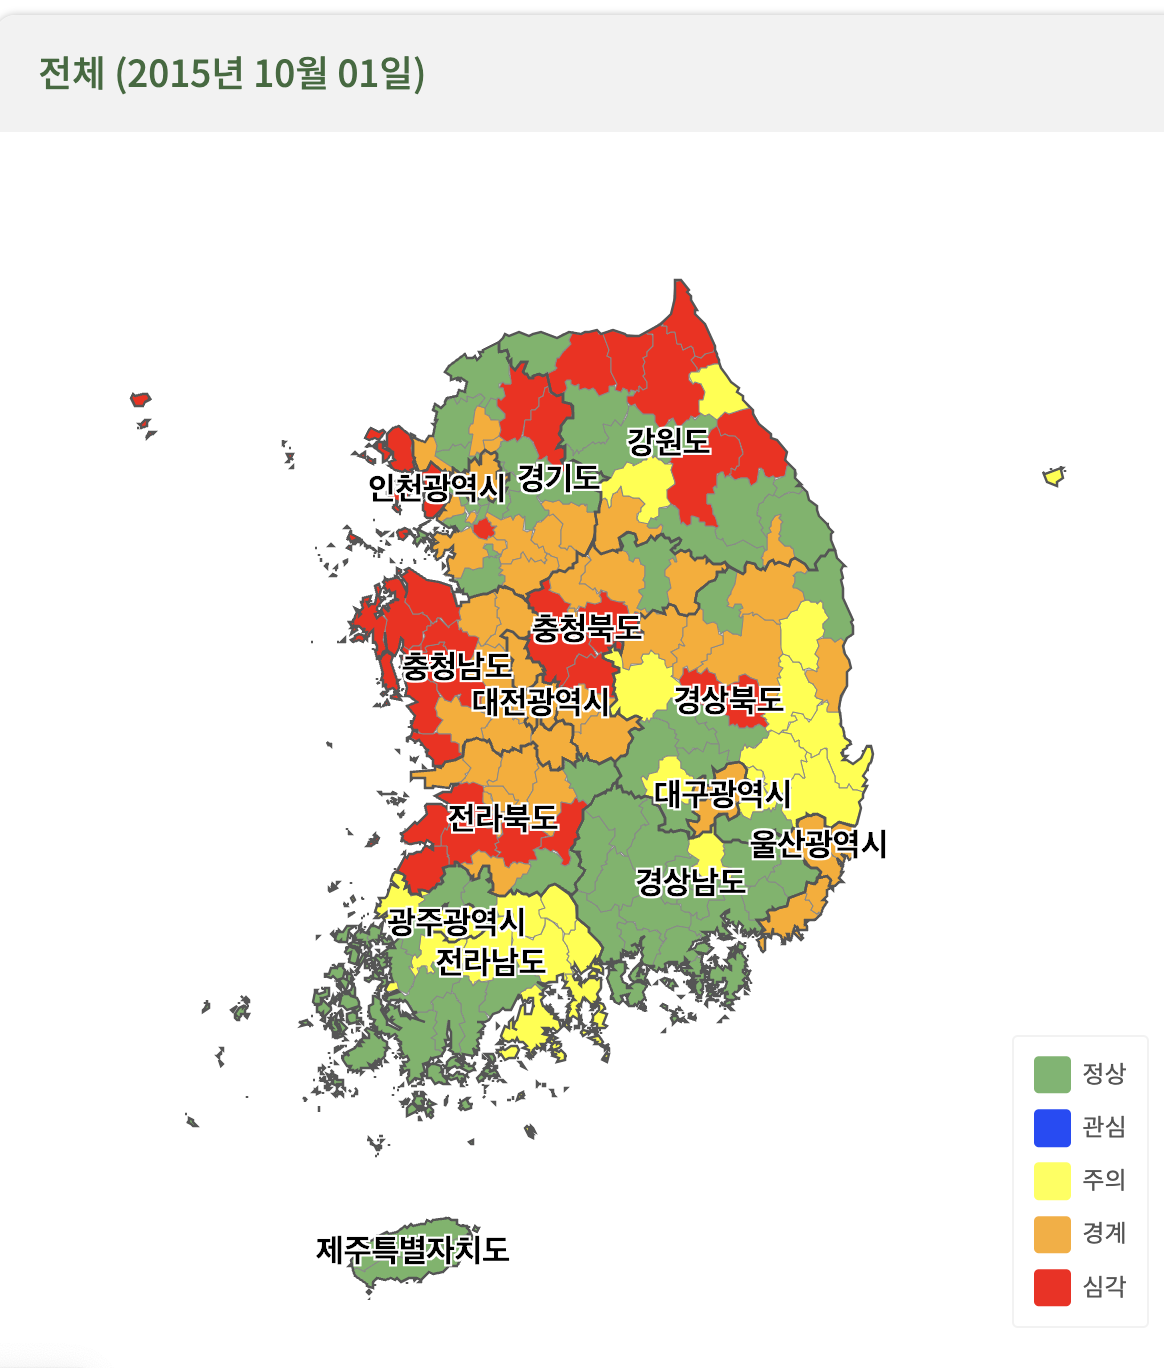 전체 (2015년 10월 01일)
강원도
경기도
인천광역시
충청북도
충청남도
대전광역시
경상북도
대구광역시
전라북도
울산광역시
경상남도
광주광역시
전라남도
제주특별자치도
정상
관심
주의
경계
심각